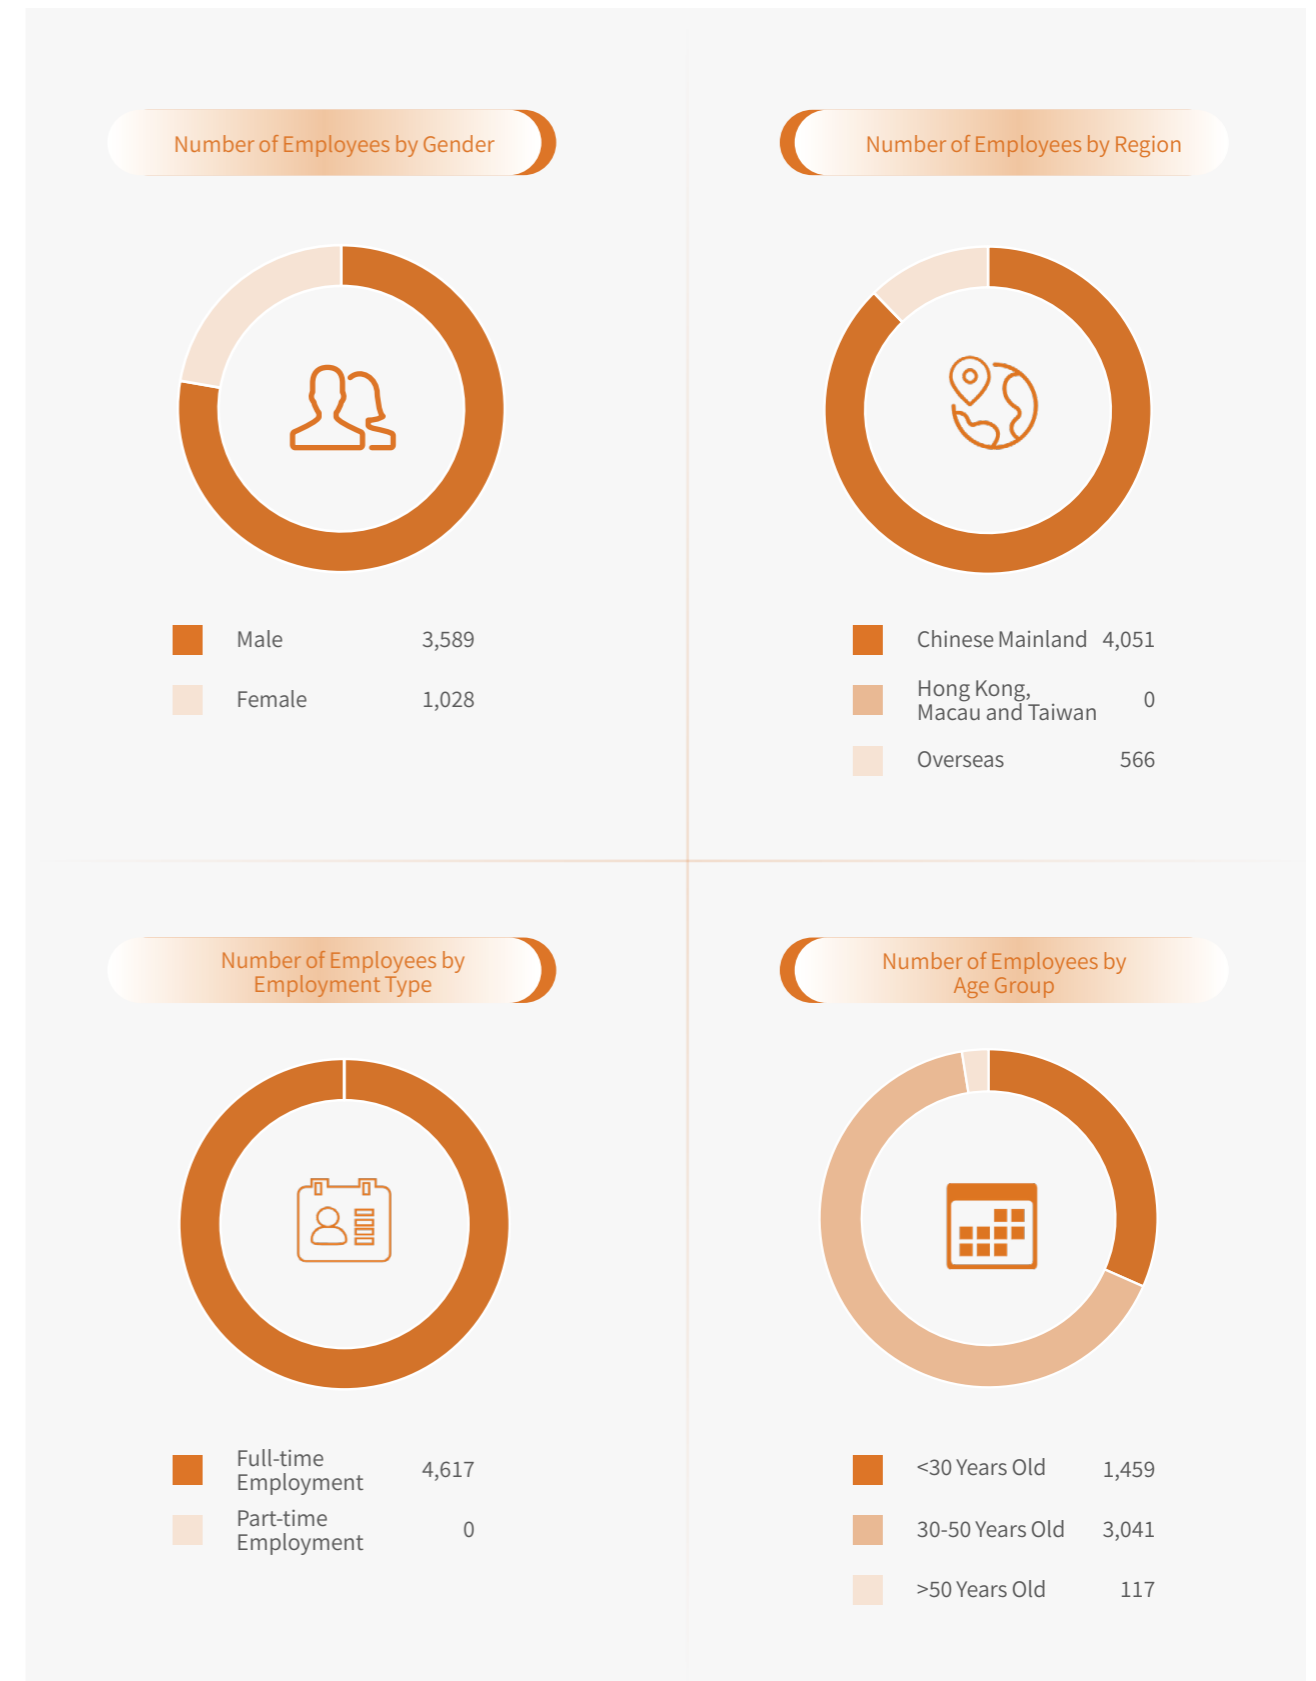 Number of Employees by Gender
Male 3,589
Female 1,028
Number of Employees by Region
Chinese Mainland 4,051
Hong Kong,
Macau and Taiwan 0
Overseas 566
Number of Employees by
Employment Type
Full-time
Employment 4,617
Part-time
Employment 0
Number of Employees by
Age Group
<30 Years Old 1,459
30-50 Years Old 3,041
>50 Years Old 117